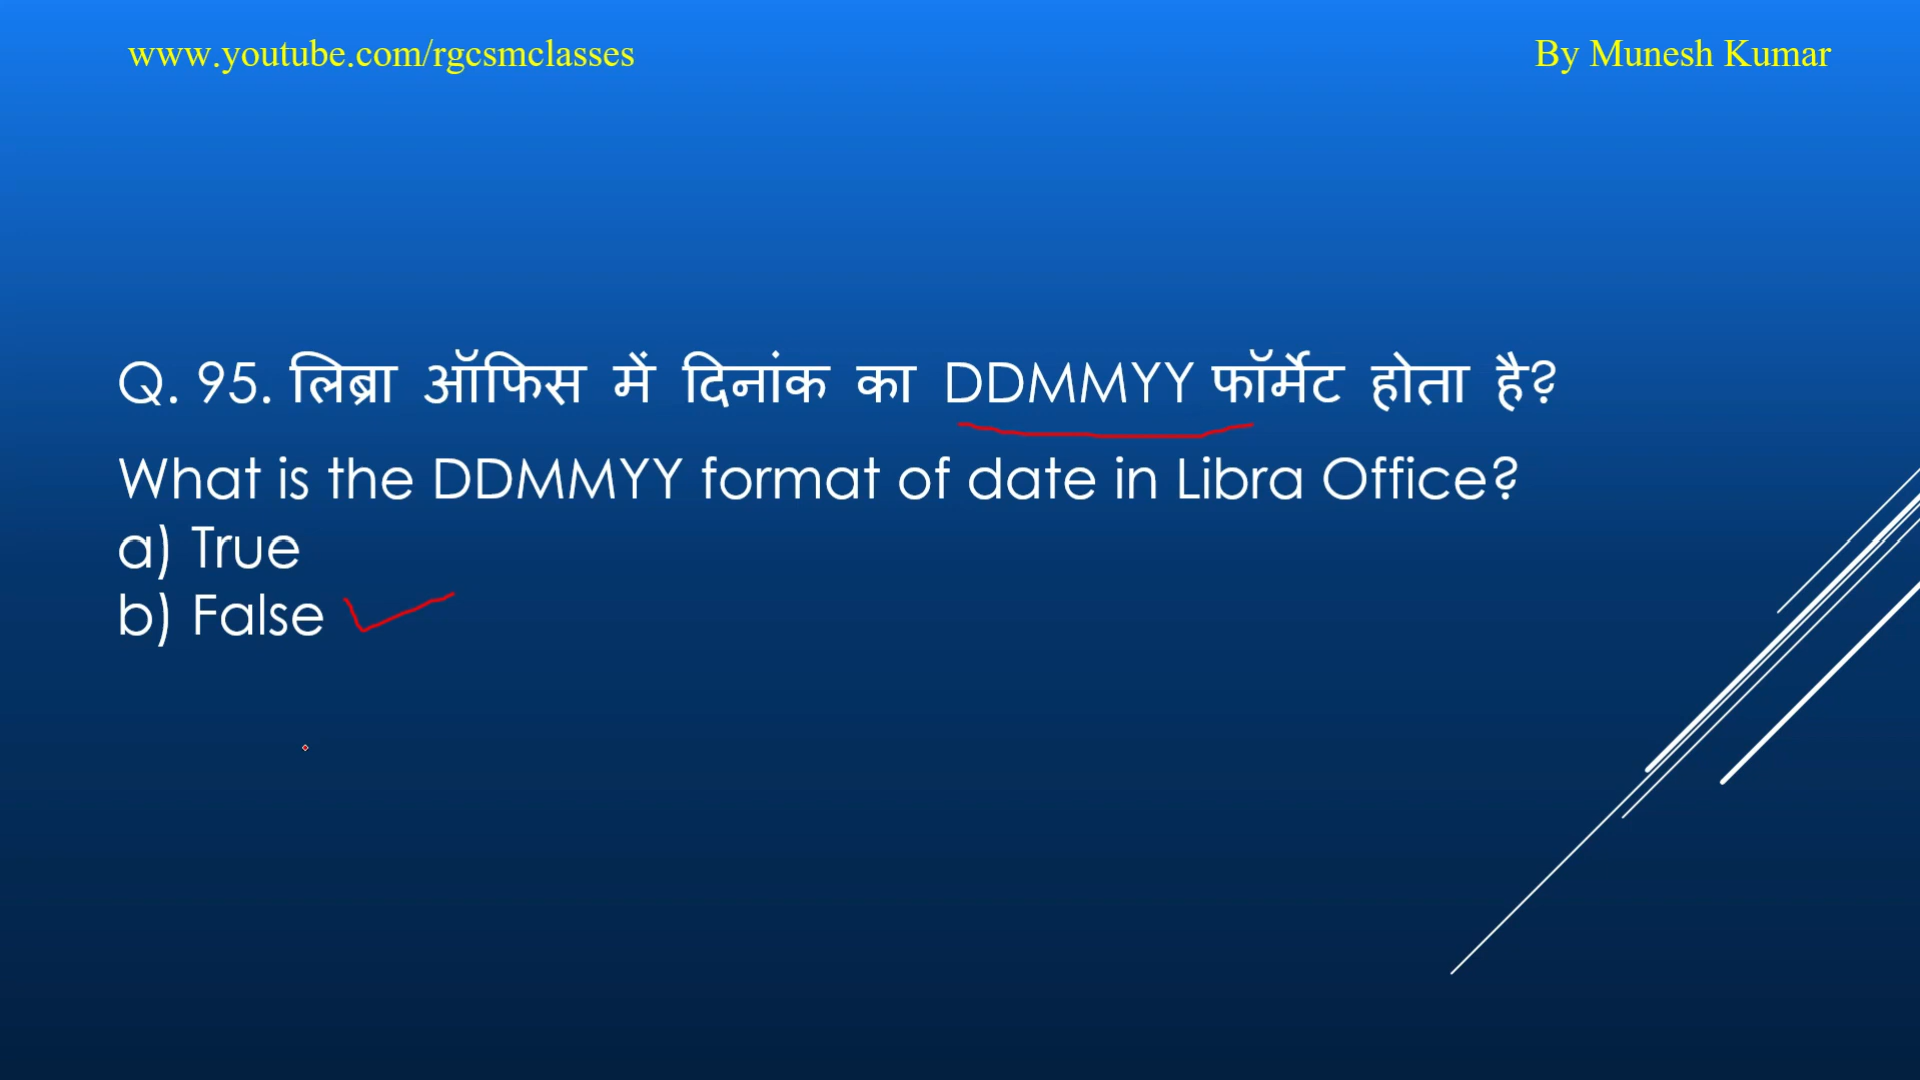 www.youtube.com/rgcsmclasses
By Munesh Kumar
Q. 95. लिब्रा ऑफिस में दिनांक का DDMMYY फॉर्मेट होता है?
What is the DDMMYY format of date in Libra Office?
a) True
b) False